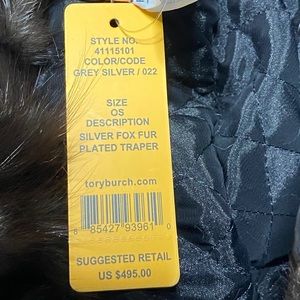 STYLE NO.
41115101
COLOR/CODE
GREY SILVER / 022
SIZE
OS
DESCRIPTION
SILVER FOX FUR
PLATED TRAPER
toryburch.com
8 85427 93961 0
SUGGESTED RETAIL
US $495.00